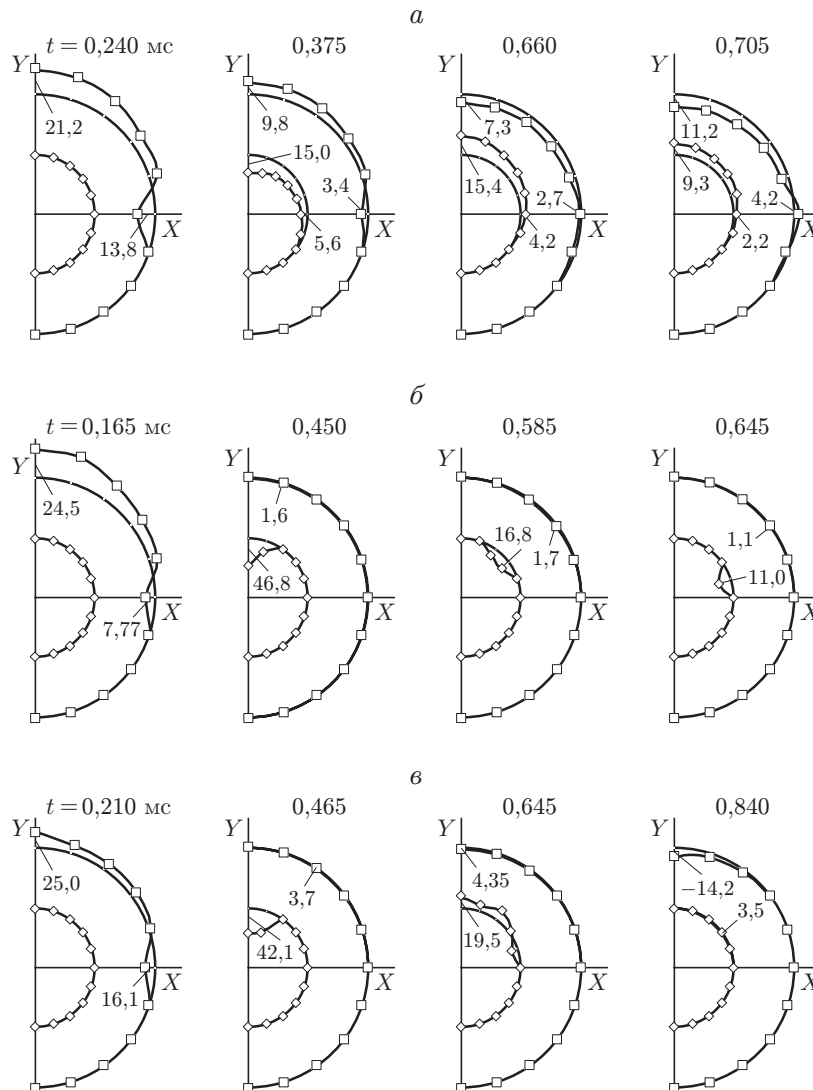 а
t = 0,240 мс 0,375 0,660 0,705
Y
21,2
13,8
X
9,8
15,0
3,4
5,6
X
7,3
15,4
2,7
4,2
X
11,2
9,3
4,2
2,2
X
б
t = 0,165 мс 0,450 0,585 0,645
Y
24,5
7,77
X
1,6
46,8
16,8
1,7
1,1
11,0
X
в
t = 0,210 мс 0,465 0,645 0,840
Y Y Y
25,0
16,1
X
3,7
42,1
X
4,35
19,5
X
−14,2
3,5
X